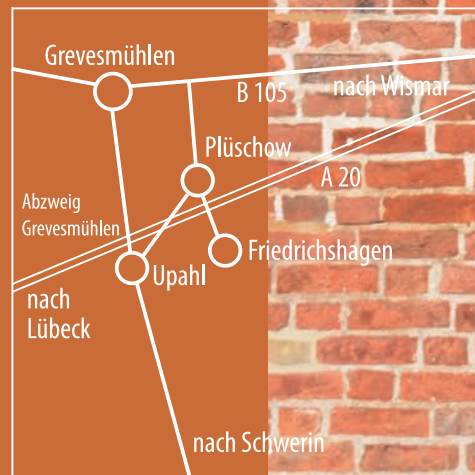 Grevesmühlen
B 105
nach Wismar
Plüschow
A 20
Abzweig
Grevesmühlen
Friedrichshagen
Upahl
nach
Lübeck
nach Schwerin